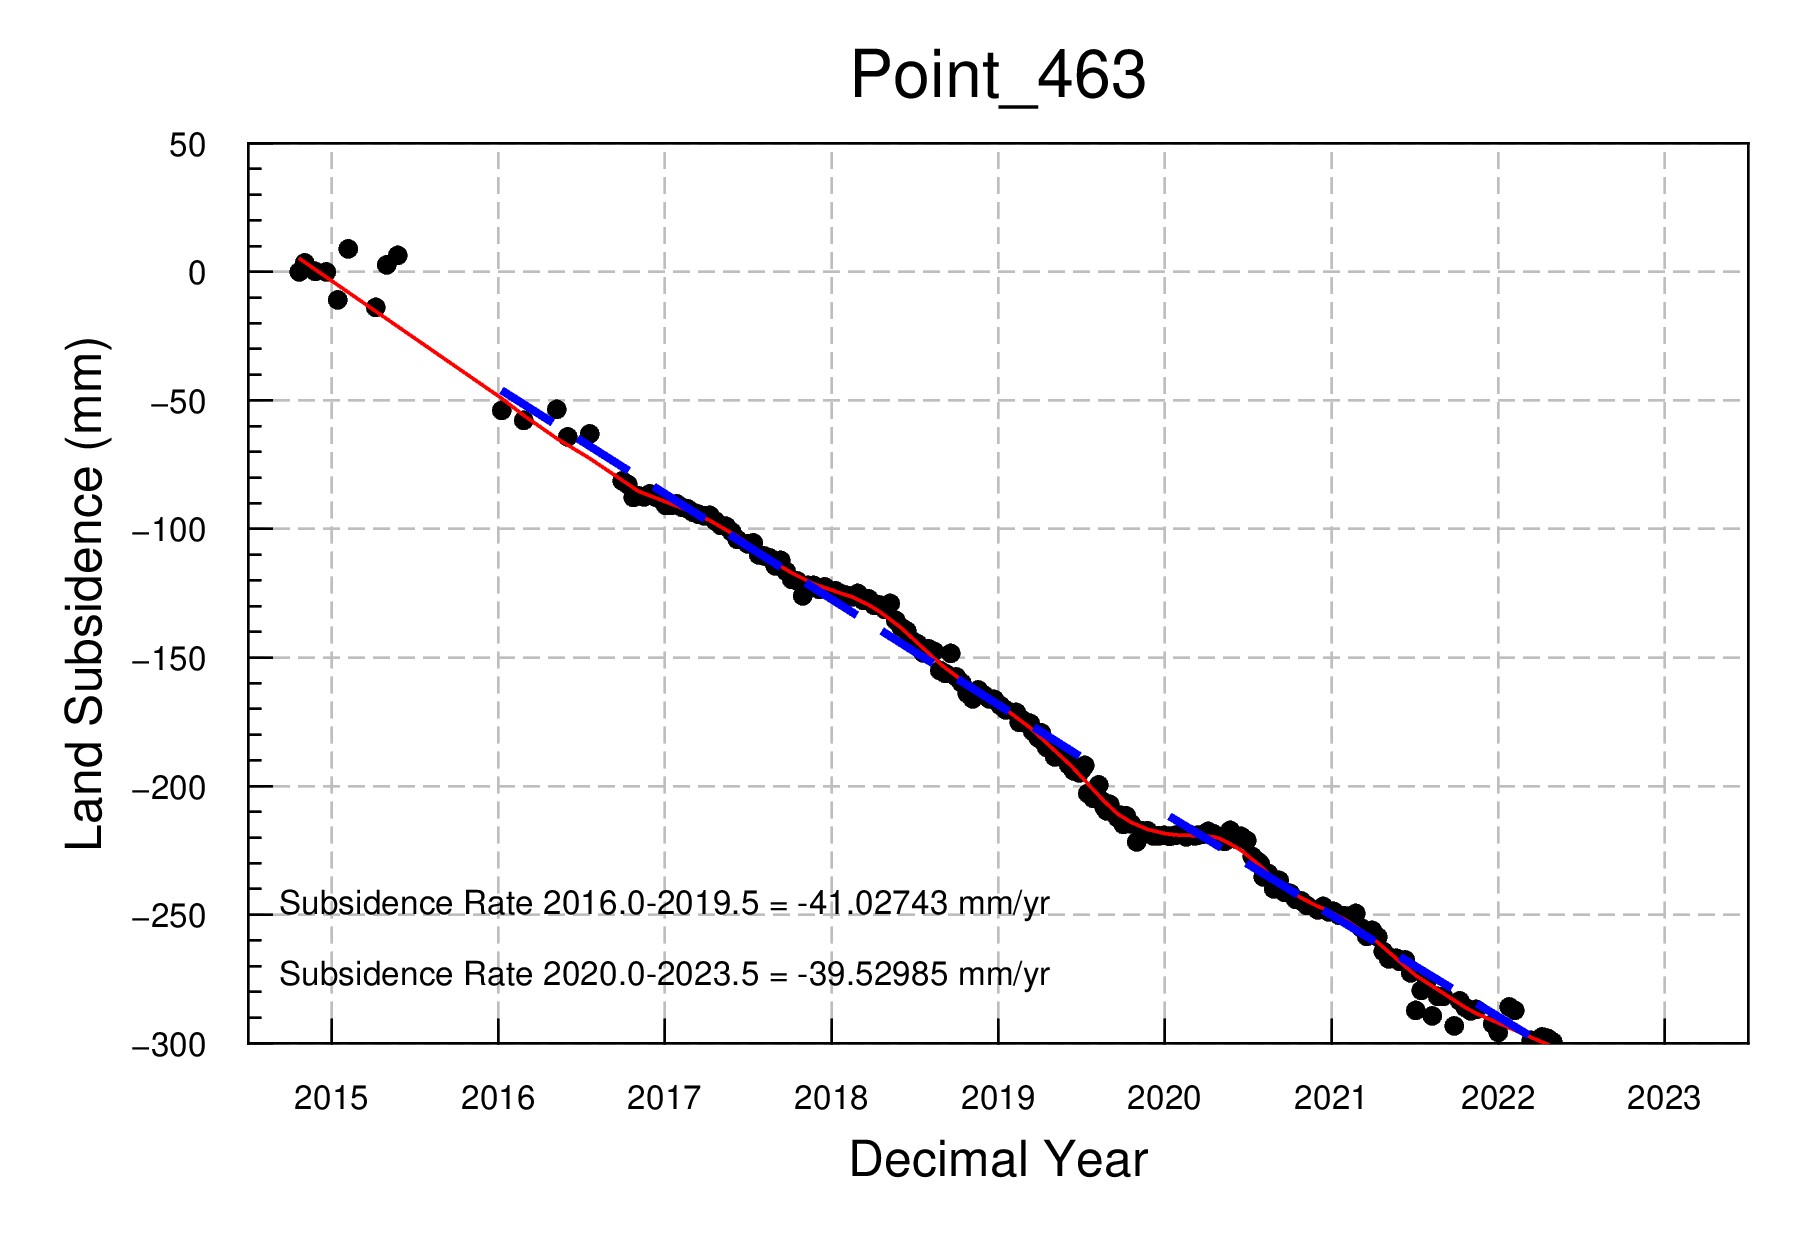 Point_463
50
0
−50
−100
−150
−200
−250
−300
Land Subsidence (mm)
Subsidence Rate 2016.0-2019.5 = -41.02743 mm/yr
Subsidence Rate 2020.0-2023.5 = -39.52985 mm/yr
2015 2016 2017 2018 2019 2020 2021 2022 2023
Decimal Year